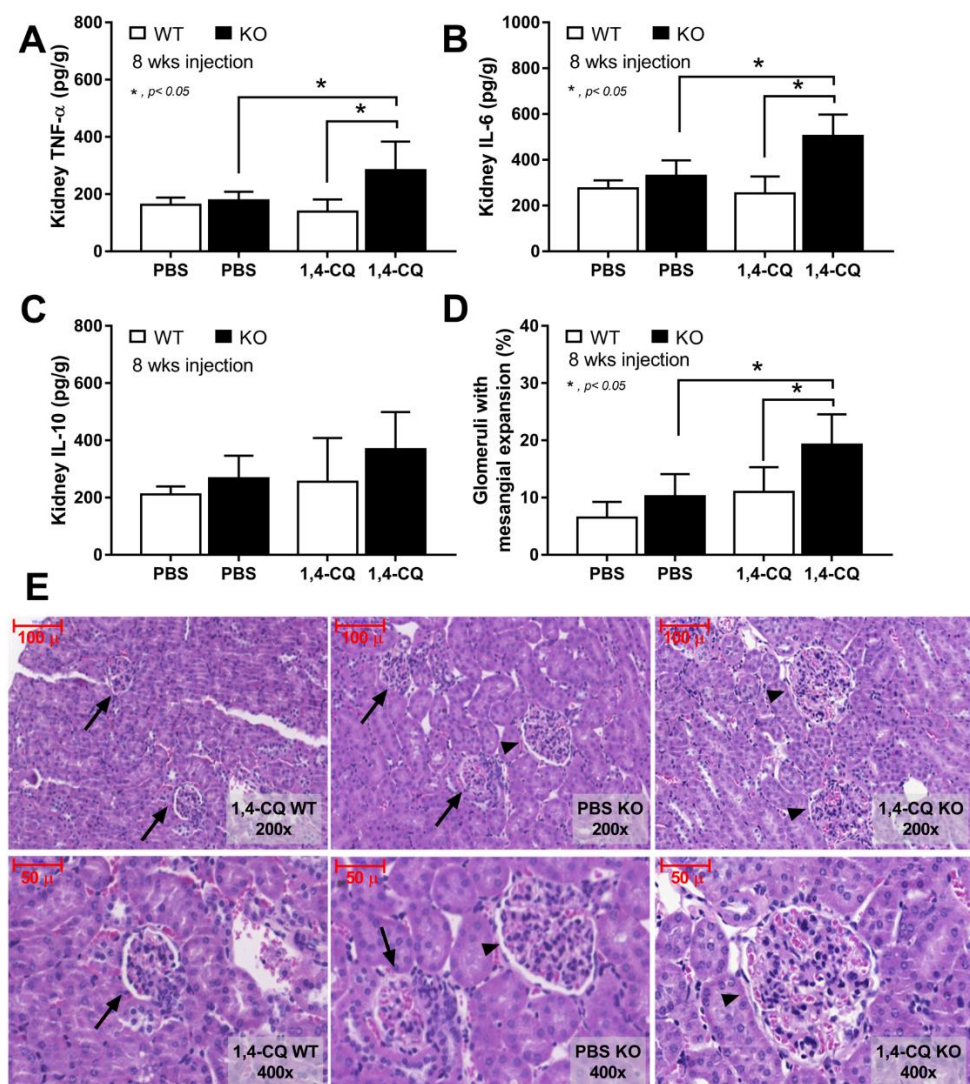 A
Kidney TNF-α (pg/g)
800
600
400
200
0
WT KO
8 wks injection
*, p< 0.05
*
*
PBS PBS 1,4-CQ 1,4-CQ
B
Kidney IL-6 (pg/g)
1000
800
600
400
200
0
WT KO
8 wks injection
*, p< 0.05
*
*
PBS PBS 1,4-CQ 1,4-CQ
C
Kidney IL-10 (pg/g)
800
600
400
200
0
WT KO
8 wks injection
PBS PBS 1,4-CQ 1,4-CQ
D
Glomeruli with
mesangial expansion (%)
40
30
20
10
0
WT KO
8 wks injection
*, p< 0.05
*
*
PBS PBS 1,4-CQ 1,4-CQ
E
100 µ
1,4-CQ WT
200x
100 µ
PBS KO
200x
100 µ
1,4-CQ KO
200x
50 µ
1,4-CQ WT
400x
50 µ
PBS KO
400x
50 µ
1,4-CQ KO
400x